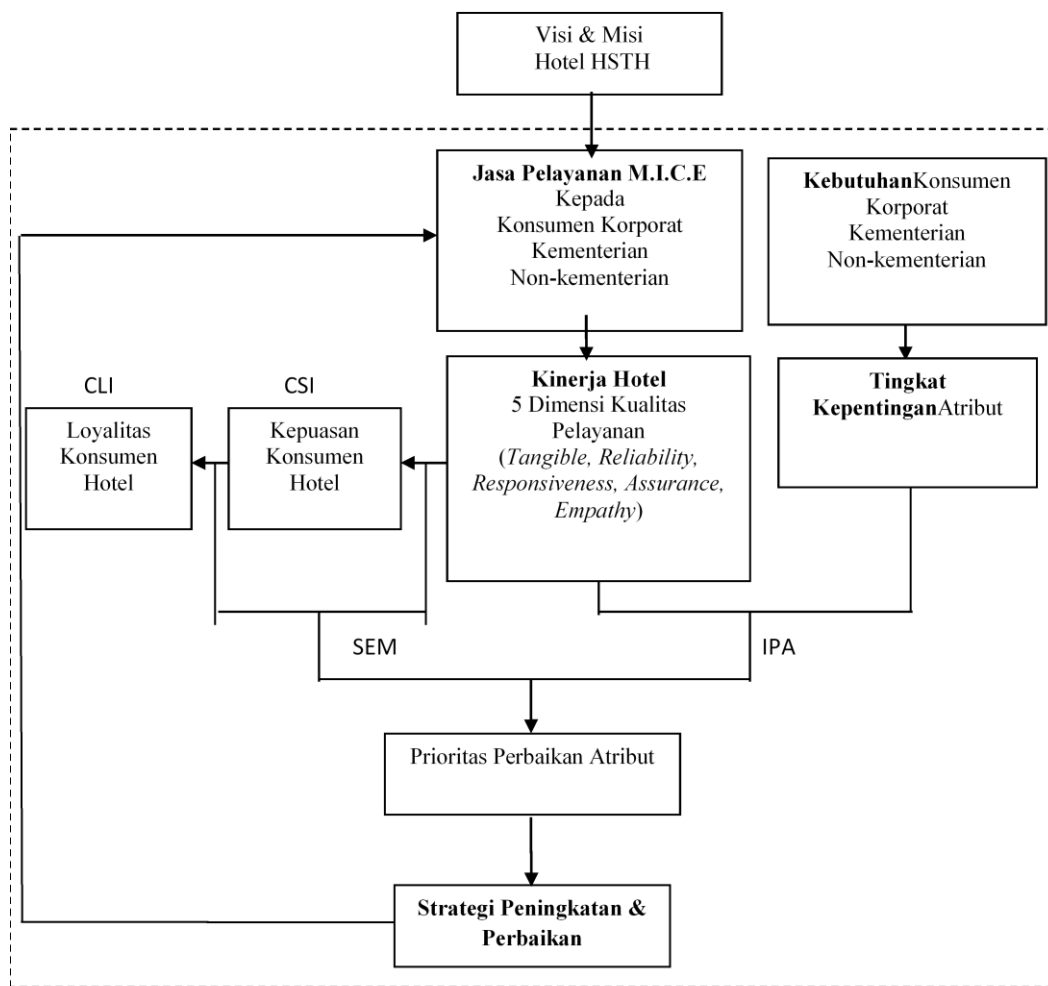 Visi & Misi
Hotel HSTH
Jasa Pelayanan M.I.C.E
Kepada
Konsumen Korporat
Kementerian
Non-kementerian
KebutuhanKonsumen
Korporat
Kementerian
Non-kementerian
CLI
CSI
Loyalitas
Konsumen
Hotel
Kepuasan
Konsumen
Hotel
Kinerja Hotel
5 Dimensi Kualitas
Pelayanan
(Tangible, Reliability,
Responsiveness, Assurance,
Empathy)
Tingkat
KepentinganAtribut
SEM
IPA
Prioritas Perbaikan Atribut
Strategi Peningkatan &
Perbaikan